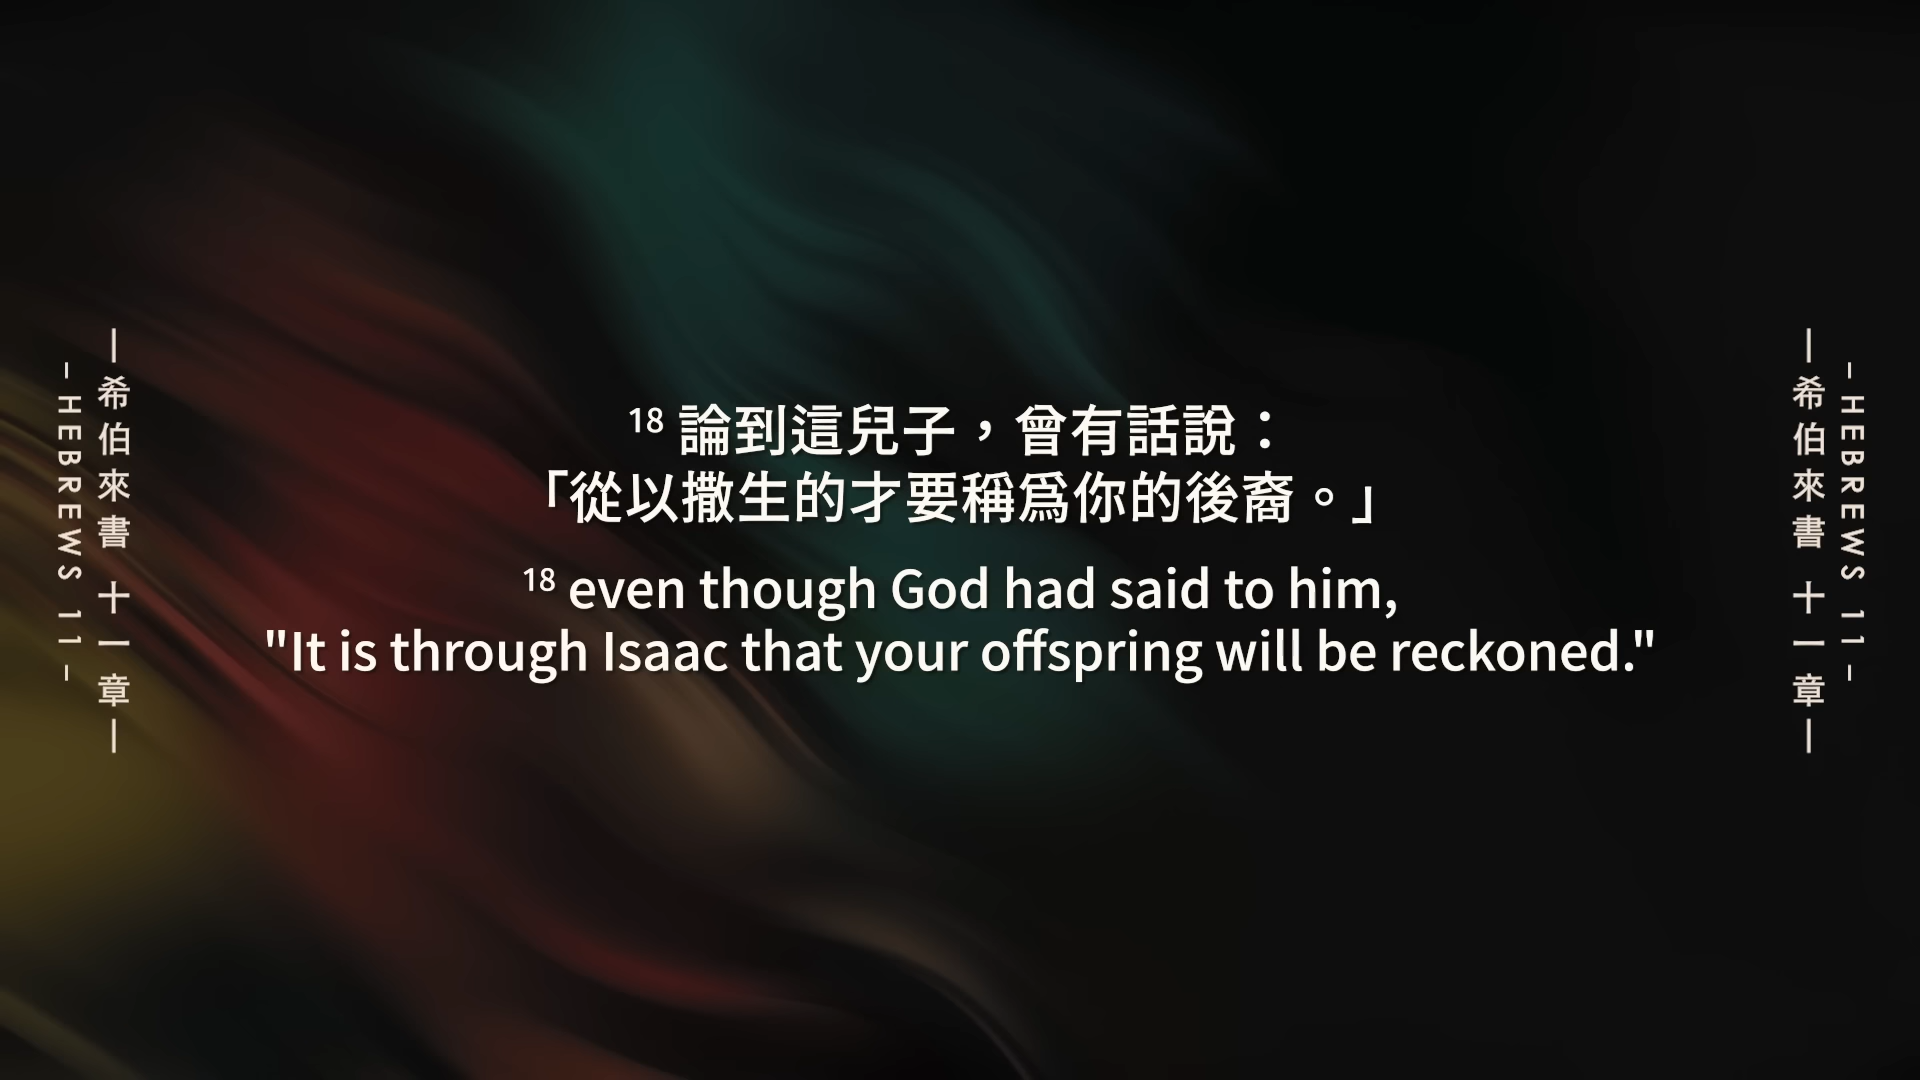 —希伯來書 十一章—
– HEBREWS 11 –
18 論到這兒子，曾有話說：
「從以撒生的才要稱爲你的後裔。」
18 even though God had said to him,
"It is through Isaac that your offspring will be reckoned."
—希伯來書 十一章—
– HEBREWS 11 –